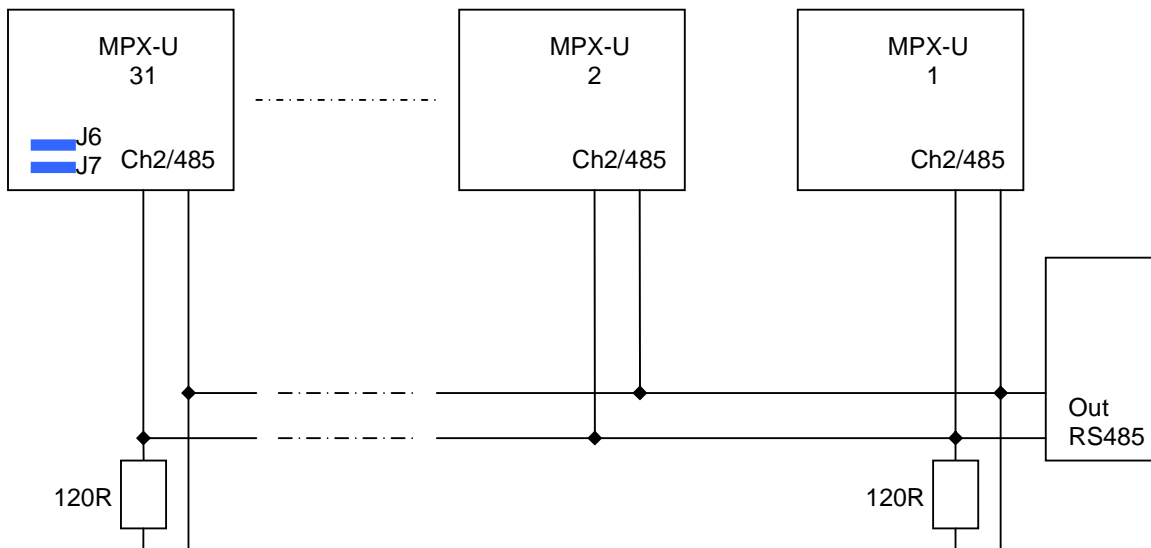 MPX-U
31
J6
J7
Ch2/485
MPX-U
2
Ch2/485
MPX-U
1
Ch2/485
Out
RS485
120R
120R